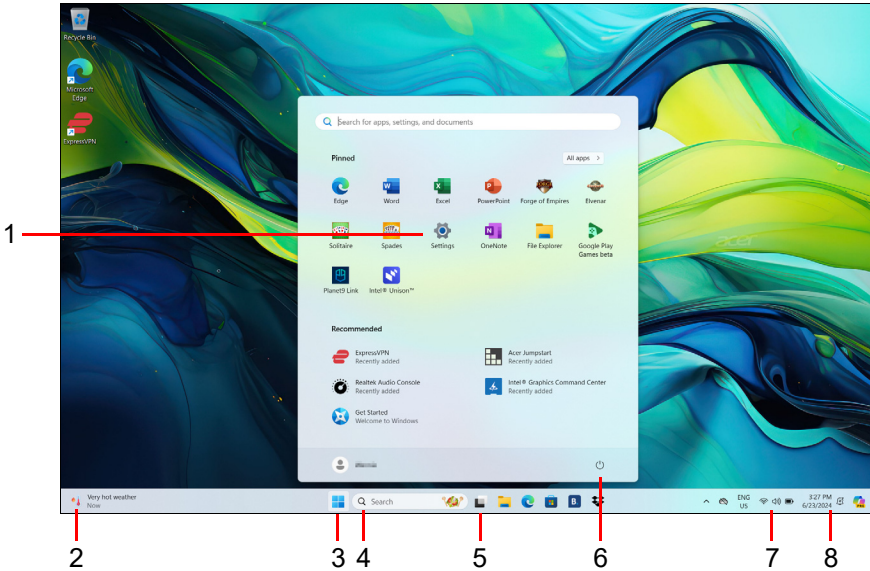 Recycle Bin
Microsoft
Edge
ExpressVPN
Search for apps, settings, and documents
Pinned
All apps >
Edge
Word
Excel
PowerPoint
Forge of Empires
Elvenar
Solitaire
Spades
Settings
OneNote
File Explorer
Google Play
Games beta
Planet9 Link
Intel® Unison™
acer
Recommended
ExpressVPN
Recently added
Acer Jumpstart
Recently added
Realtek Audio Console
Recently added
Intel® Graphics Command Center
Recently added
Get Started
Welcome to Windows
Very hot weather
Now
Search
B
ENG
US
3:27 PM
6/23/2024
PRE
1
2
3
4
5
6
7
8